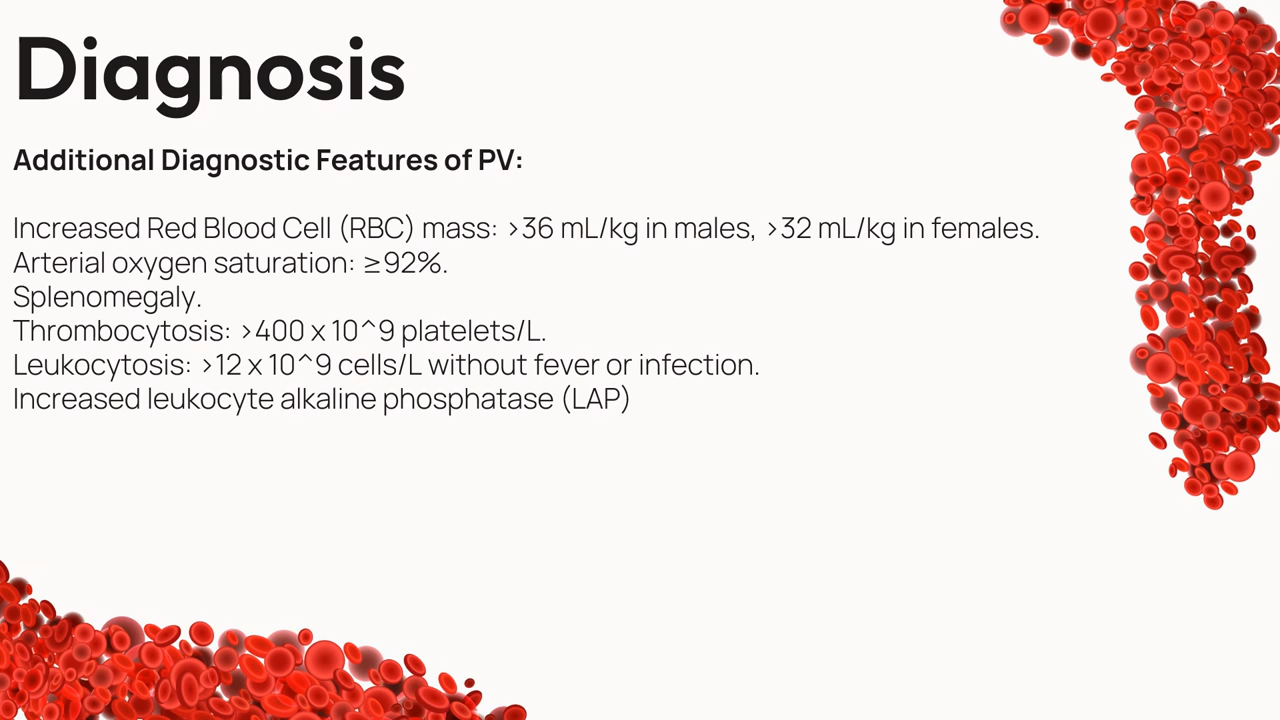 Diagnosis
Additional Diagnostic Features of PV:
Increased Red Blood Cell (RBC) mass: >36 mL/kg in males, >32 mL/kg in females.
Arterial oxygen saturation: ≥92%.
Splenomegaly.
Thrombocytosis: >400 x 10^9 platelets/L.
Leukocytosis: >12 x 10^9 cells/L without fever or infection.
Increased leukocyte alkaline phosphatase (LAP)